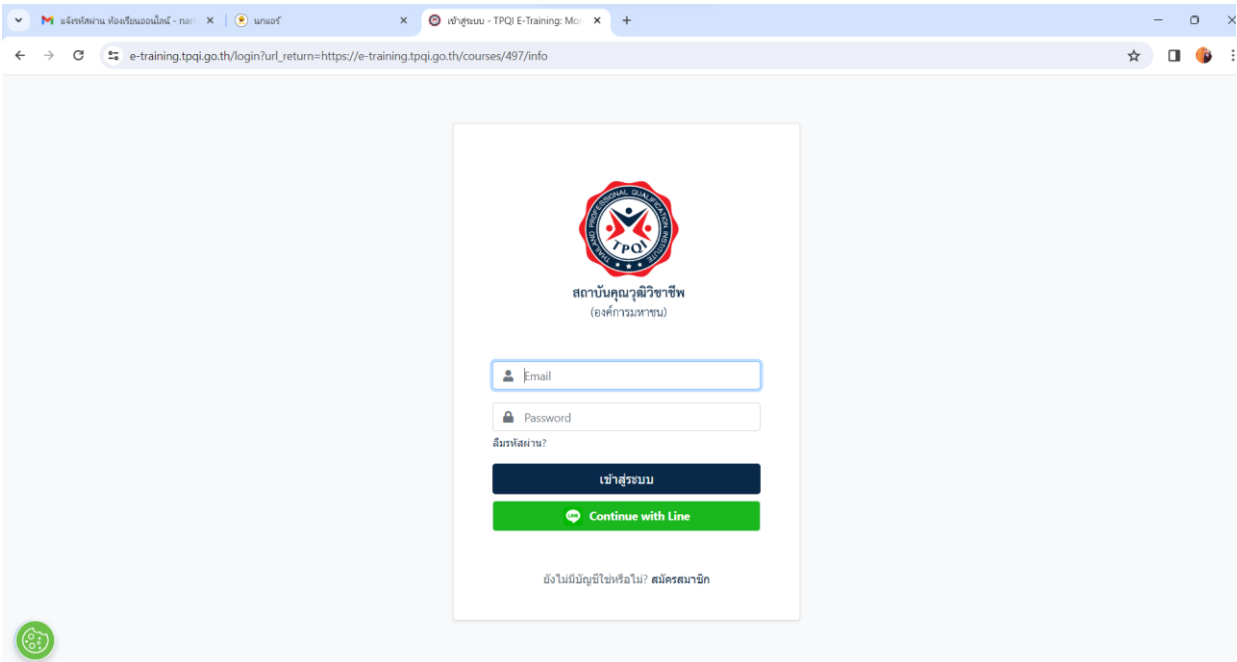 แจ้งรหัสผ่าน ห้องเรียนออนไลน์ - nari
นกแอร์
เข้าสู่ระบบ - TPQI E-Training: Mor
e-training.tpqi.go.th/login?url_return=https://e-training.tpqi.go.th/courses/497/info
THAILAND PROFESSIONAL QUALIFICATION INSTITUTE
TPQI
สถาบันคุณวุฒิวิชาชีพ
(องค์การมหาชน)
Email
Password
ลืมรหัสผ่าน?
เข้าสู่ระบบ
LINE Continue with Line
ยังไม่มีบัญชีใช่หรือไม่? สมัครสมาชิก